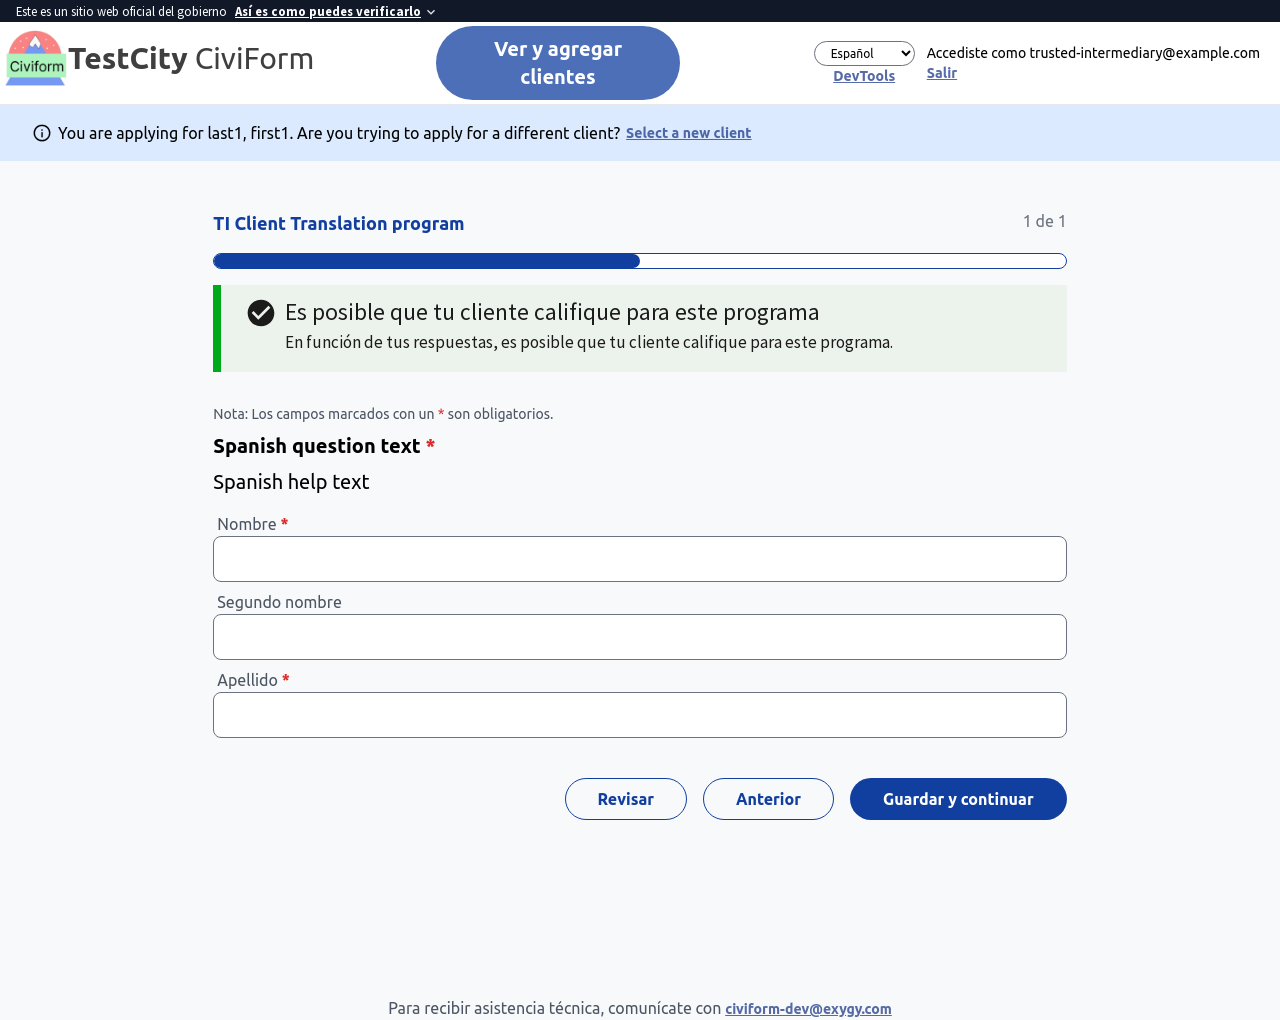 Este es un sitio web oficial del gobierno Así es como puedes verificarlo
Civiform
TestCity CiviForm
Ver y agregar
clientes
Español
DevTools
Accediste como trusted-intermediary@example.com
Salir
You are applying for last1, first1. Are you trying to apply for a different client? Select a new client
TI Client Translation program
1 de 1
Es posible que tu cliente califique para este programa
En función de tus respuestas, es posible que tu cliente califique para este programa.
Nota: Los campos marcados con un * son obligatorios.
Spanish question text *
Spanish help text
Nombre *
Segundo nombre
Apellido *
Revisar
Anterior
Guardar y continuar
Para recibir asistencia técnica, comunícate con civiform-dev@exygy.com